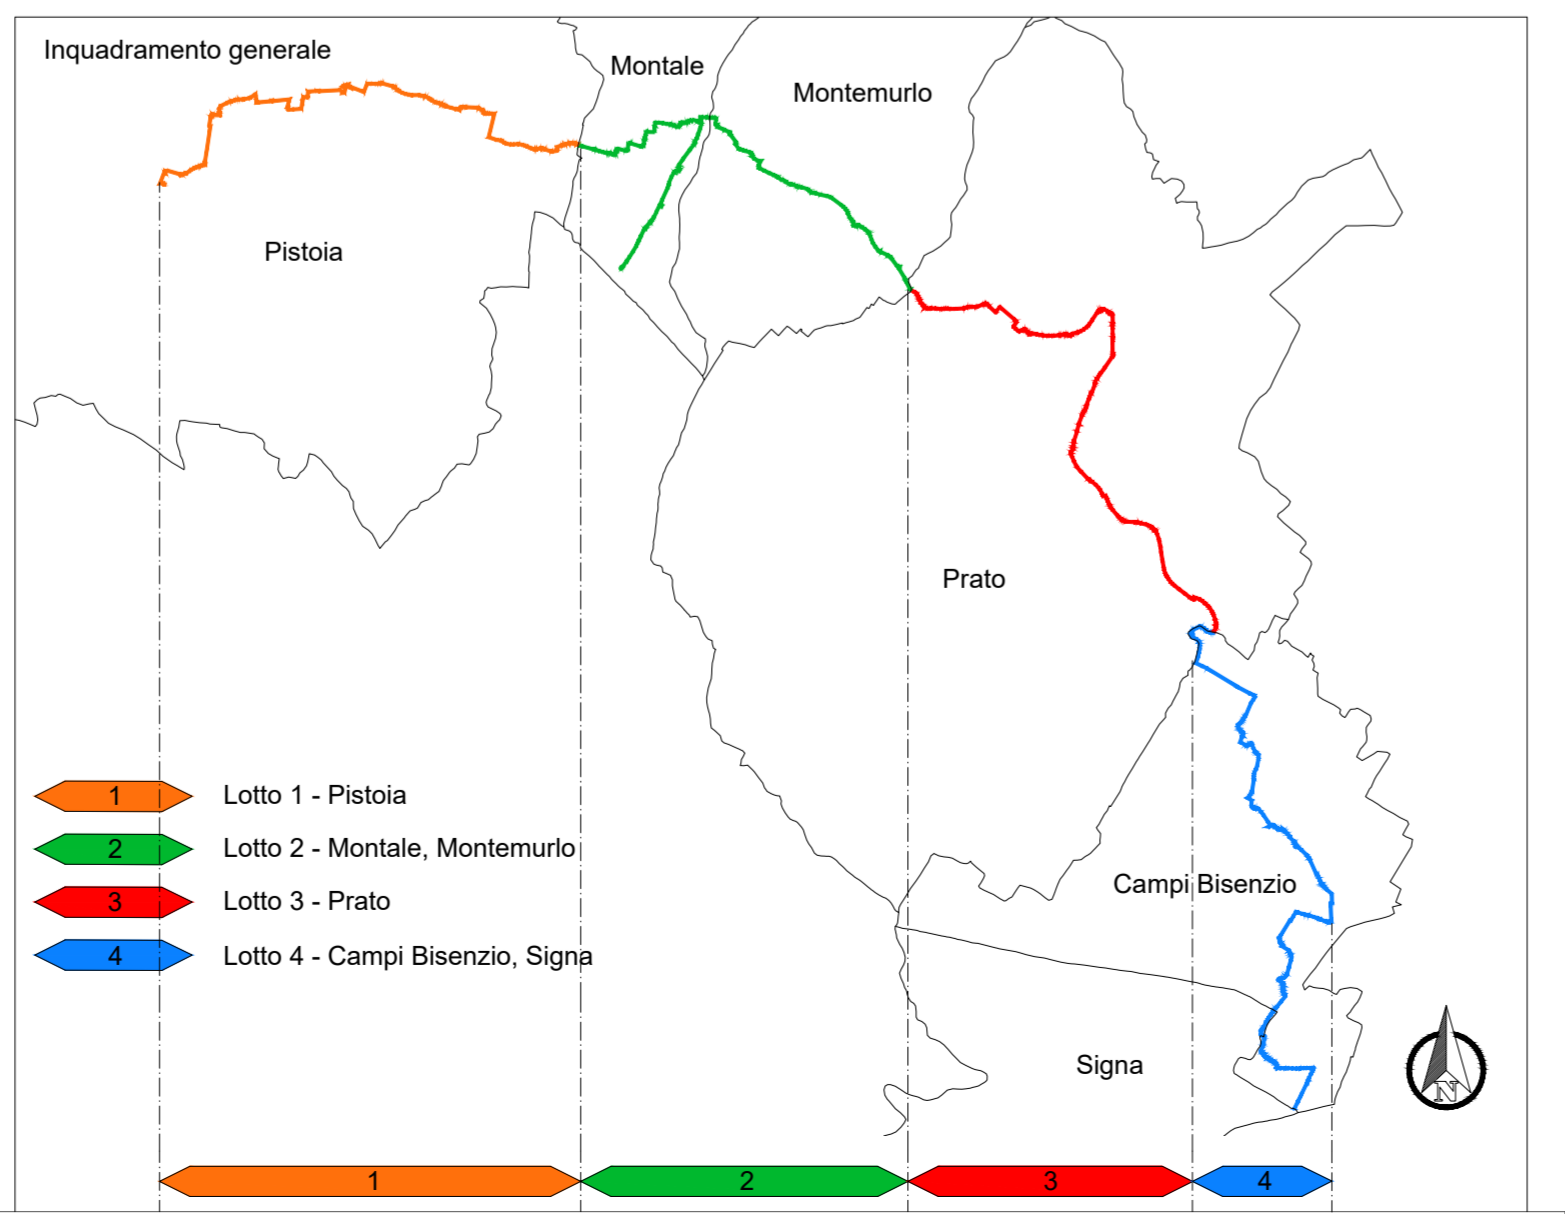 Inquadramento generale
Montale
Montemurlo
Pistoia
Prato
1 Lotto 1 - Pistoia
2 Lotto 2 - Montale, Montemurlo
3 Lotto 3 - Prato
4 Lotto 4 - Campi Bisenzio, Signa
Campi Bisenzio
Signa
N
1 2 3 4